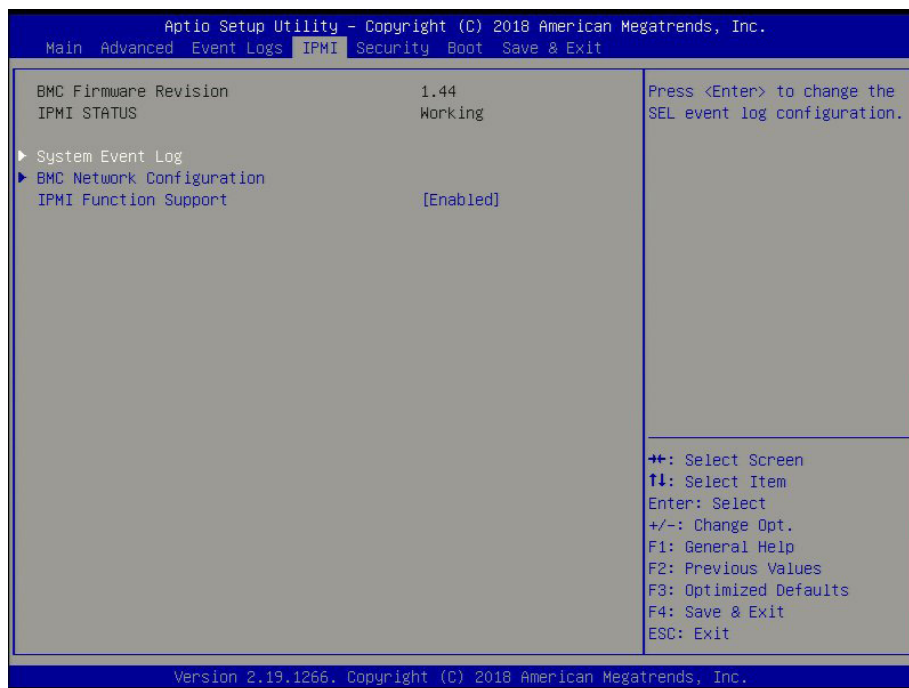 Aptio Setup Utility – Copyright (C) 2018 American Megatrends, Inc.
Main Advanced Event Logs IPMI Security Boot Save & Exit
BMC Firmware Revision 1.44
IPMI STATUS Working
▶ System Event Log
▶ BMC Network Configuration
IPMI Function Support [Enabled]
Press <Enter> to change the
SEL event log configuration.
→←: Select Screen
↑↓: Select Item
Enter: Select
+/-: Change Opt.
F1: General Help
F2: Previous Values
F3: Optimized Defaults
F4: Save & Exit
ESC: Exit
Version 2.19.1266. Copyright (C) 2018 American Megatrends, Inc.